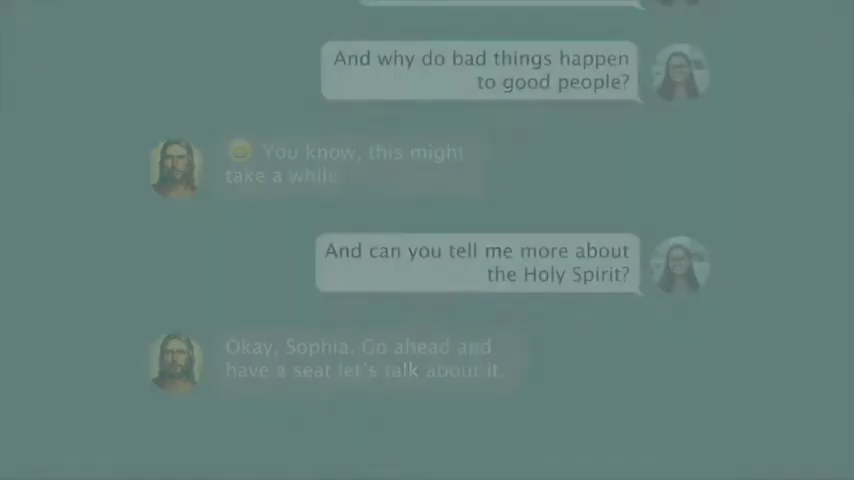 And why do bad things happen
to good people?
😄 You know, this might
take a while
And can you tell me more about
the Holy Spirit?
Okay, Sophia. Go ahead and
have a seat let's talk about it.